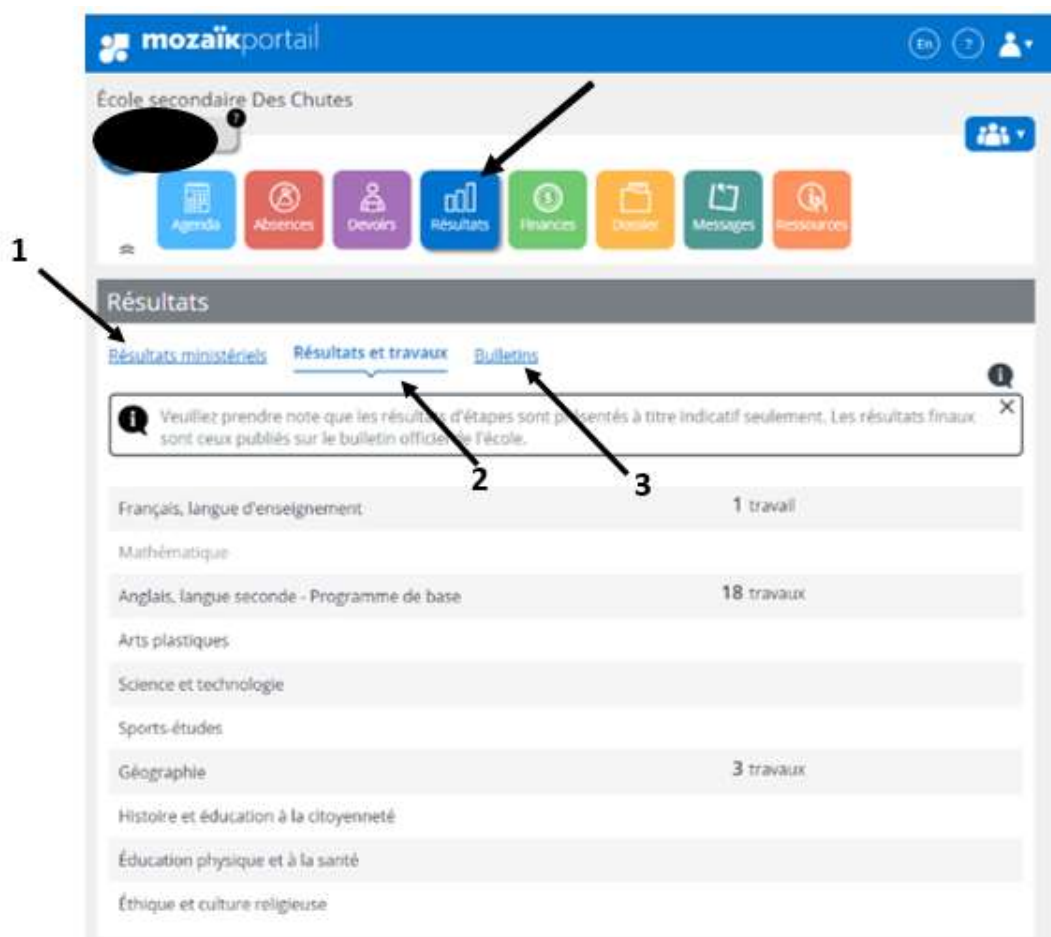 mozaïkportail
En ?
École secondaire Des Chutes
?
Agenda Absences Devoirs Résultats Finances Dossier Messages Ressources
1
Résultats
Résultats ministériels Résultats et travaux Bulletins
Veuillez prendre note que les résultats d'étapes sont présentés à titre indicatif seulement. Les résultats finaux
sont ceux publiés sur le bulletin officiel de l'école.
2 3
Français, langue d'enseignement 1 travail
Mathématique
Anglais, langue seconde - Programme de base 18 travaux
Arts plastiques
Science et technologie
Sports-études
Géographie 3 travaux
Histoire et éducation à la citoyenneté
Éducation physique et à la santé
Éthique et culture religieuse